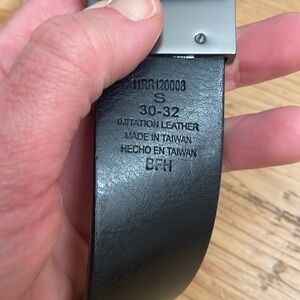 11RR120008
S
30-32
IMITATION LEATHER
MADE IN TAIWAN
HECHO EN TAIWAN
BFH